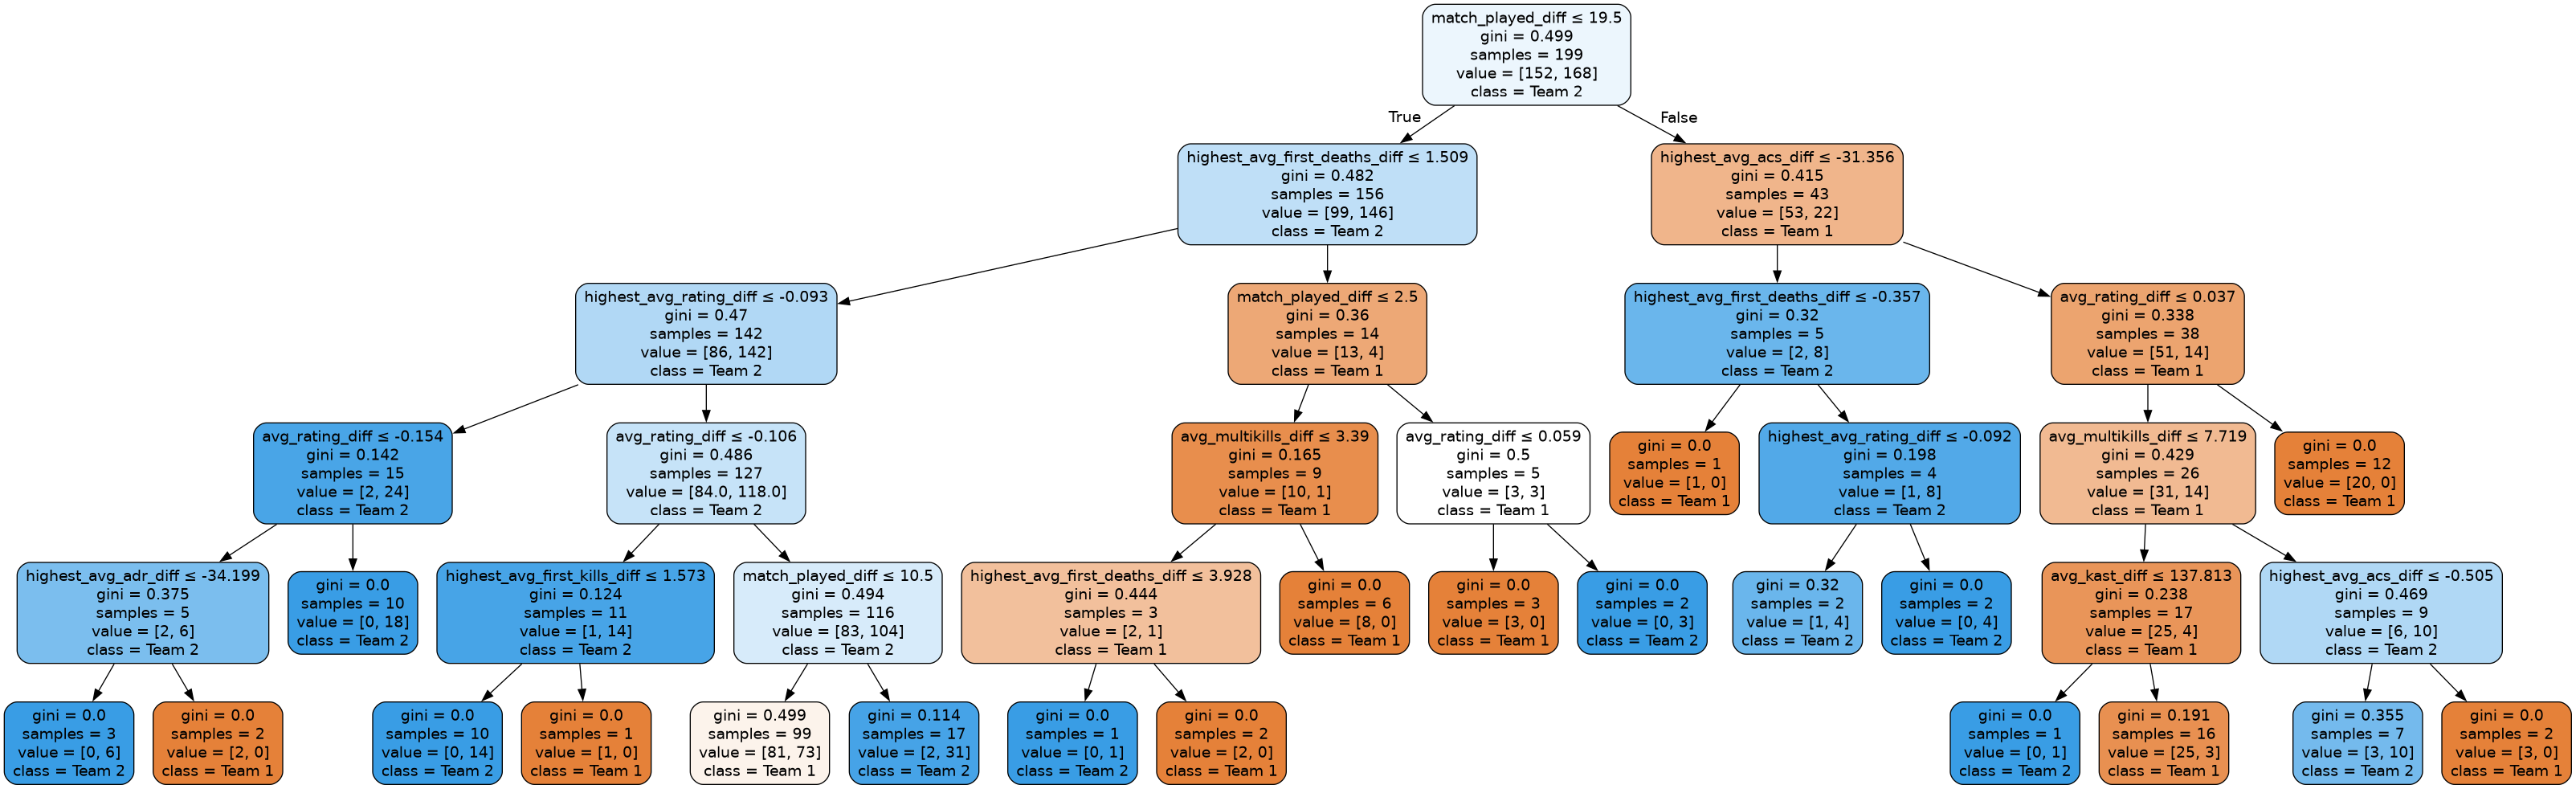 match_played_diff ≤ 19.5
gini = 0.499
samples = 199
value = [152, 168]
class = Team 2
True
False
highest_avg_first_deaths_diff ≤ 1.509
gini = 0.482
samples = 156
value = [99, 146]
class = Team 2
highest_avg_acs_diff ≤ -31.356
gini = 0.415
samples = 43
value = [53, 22]
class = Team 1
highest_avg_rating_diff ≤ -0.093
gini = 0.47
samples = 142
value = [86, 142]
class = Team 2
match_played_diff ≤ 2.5
gini = 0.36
samples = 14
value = [13, 4]
class = Team 1
highest_avg_first_deaths_diff ≤ -0.357
gini = 0.32
samples = 5
value = [2, 8]
class = Team 2
avg_rating_diff ≤ 0.037
gini = 0.338
samples = 38
value = [51, 14]
class = Team 1
avg_rating_diff ≤ -0.154
gini = 0.142
samples = 15
value = [2, 24]
class = Team 2
avg_rating_diff ≤ -0.106
gini = 0.486
samples = 127
value = [84.0, 118.0]
class = Team 2
avg_multikills_diff ≤ 3.39
gini = 0.165
samples = 9
value = [10, 1]
class = Team 1
avg_rating_diff ≤ 0.059
gini = 0.5
samples = 5
value = [3, 3]
class = Team 1
gini = 0.0
samples = 1
value = [1, 0]
class = Team 1
highest_avg_rating_diff ≤ -0.092
gini = 0.198
samples = 4
value = [1, 8]
class = Team 2
avg_multikills_diff ≤ 7.719
gini = 0.429
samples = 26
value = [31, 14]
class = Team 1
gini = 0.0
samples = 12
value = [20, 0]
class = Team 1
highest_avg_adr_diff ≤ -34.199
gini = 0.375
samples = 5
value = [2, 6]
class = Team 2
gini = 0.0
samples = 10
value = [0, 18]
class = Team 2
highest_avg_first_kills_diff ≤ 1.573
gini = 0.124
samples = 11
value = [1, 14]
class = Team 2
match_played_diff ≤ 10.5
gini = 0.494
samples = 116
value = [83, 104]
class = Team 2
highest_avg_first_deaths_diff ≤ 3.928
gini = 0.444
samples = 3
value = [2, 1]
class = Team 1
gini = 0.0
samples = 6
value = [8, 0]
class = Team 1
gini = 0.0
samples = 3
value = [3, 0]
class = Team 1
gini = 0.0
samples = 2
value = [0, 3]
class = Team 2
gini = 0.32
samples = 2
value = [1, 4]
class = Team 2
gini = 0.0
samples = 2
value = [0, 4]
class = Team 2
avg_kast_diff ≤ 137.813
gini = 0.238
samples = 17
value = [25, 4]
class = Team 1
highest_avg_acs_diff ≤ -0.505
gini = 0.469
samples = 9
value = [6, 10]
class = Team 2
gini = 0.0
samples = 3
value = [0, 6]
class = Team 2
gini = 0.0
samples = 2
value = [2, 0]
class = Team 1
gini = 0.0
samples = 10
value = [0, 14]
class = Team 2
gini = 0.0
samples = 1
value = [1, 0]
class = Team 1
gini = 0.499
samples = 99
value = [81, 73]
class = Team 1
gini = 0.114
samples = 17
value = [2, 31]
class = Team 2
gini = 0.0
samples = 1
value = [0, 1]
class = Team 2
gini = 0.0
samples = 2
value = [2, 0]
class = Team 1
gini = 0.0
samples = 1
value = [0, 1]
class = Team 2
gini = 0.191
samples = 16
value = [25, 3]
class = Team 1
gini = 0.355
samples = 7
value = [3, 10]
class = Team 2
gini = 0.0
samples = 2
value = [3, 0]
class = Team 1